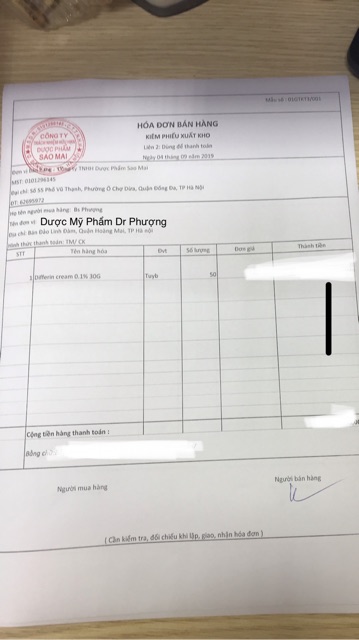 Mẫu số : 01GTKT3/001
HÓA ĐƠN BÁN HÀNG
KIÊM PHIẾU XUẤT KHO
Liên 2: Dùng để thanh toán
Ngày 04 tháng 09 năm 2019
CÔNG TY
TRÁCH NHIỆM HỮU HẠN
DƯỢC PHẨM
SAO MAI
Đơn vị bán hàng : Công ty TNHH Dược Phẩm Sao Mai
MST: 0101296145
Địa chỉ: Số 55 Phố Vũ Thạnh, Phường Ô Chợ Dừa, Quận Đống Đa, TP Hà Nội
ĐT: 62695972
Họ tên người mua hàng: Bs Phượng
Tên đơn vị: Dược Mỹ Phẩm Dr Phượng
Địa chỉ: Bán Đảo Linh Đàm, Quận Hoàng Mai, TP Hà nội
Hình thức thanh toán: TM/ CK
STT Tên hàng hóa Đvt Số lượng Đơn giá Thành tiền
1 Differin cream 0.1% 30G Tuyb 50
Cộng tiền hàng thanh toán :
Bằng
Người mua hàng Người bán hàng
( Cần kiểm tra, đối chiếu khi lập, giao, nhận hóa đơn )